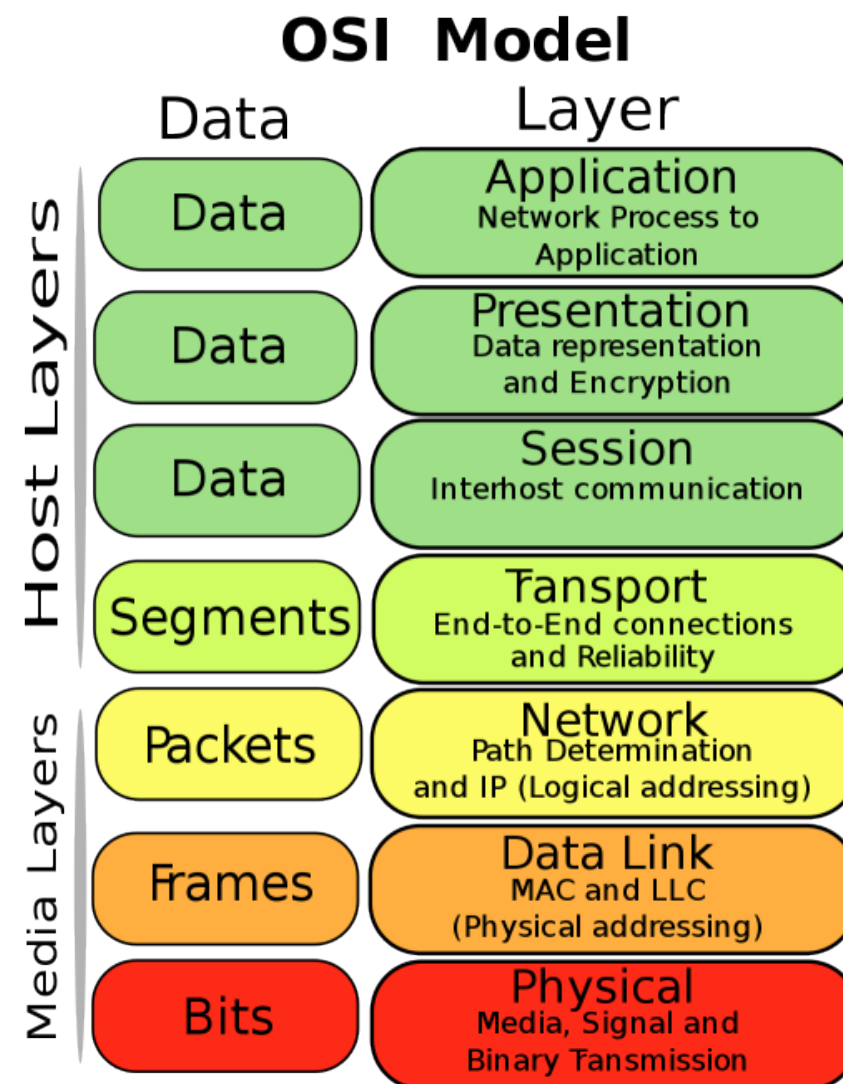 OSI Model
Data Layer
Host Layers
Data
Application
Network Process to
Application
Data
Presentation
Data representation
and Encryption
Data
Session
Interhost communication
Segments
Tansport
End-to-End connections
and Reliability
Media Layers
Packets
Network
Path Determination
and IP (Logical addressing)
Frames
Data Link
MAC and LLC
(Physical addressing)
Bits
Physical
Media, Signal and
Binary Tansmission